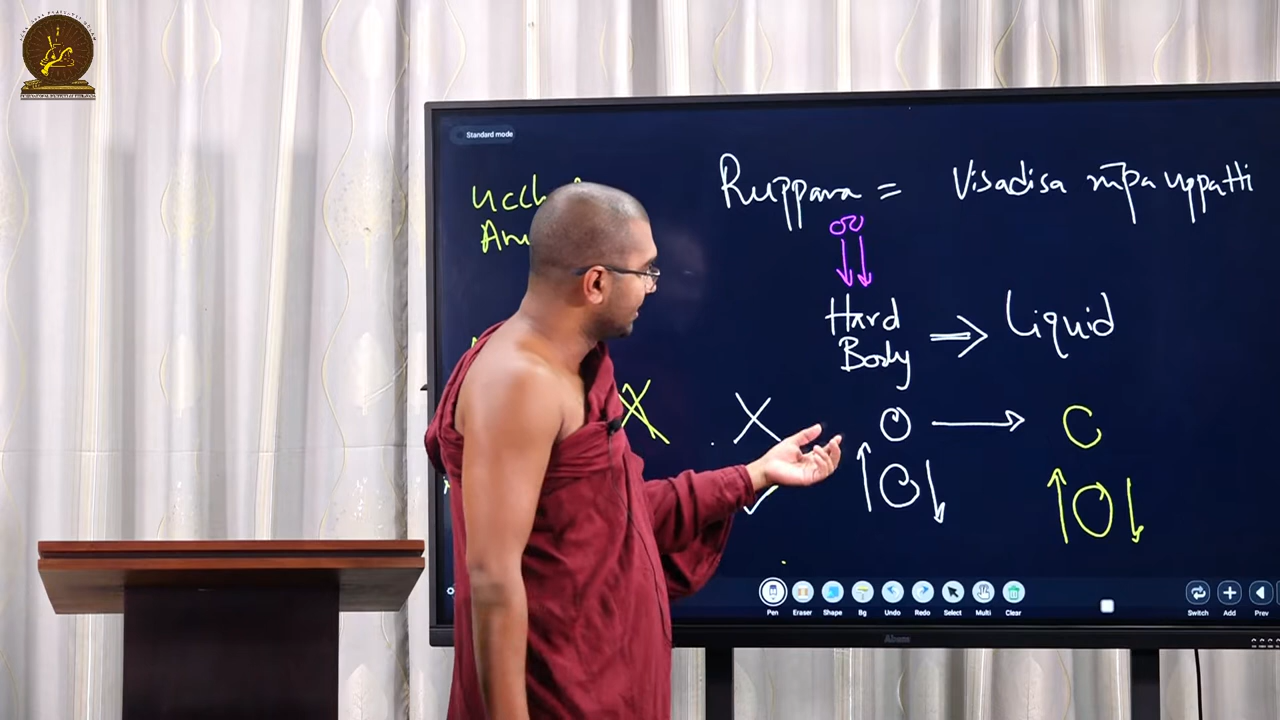 Standard mode
Ruppana = Visadisa rūpa uppatti
Hard
Body
⇒ Liquid
X
O → C
↑ O ↓
↑ O ↓
Pen Eraser Shape Bg Undo Redo Select Multi Clear Switch Add Prev